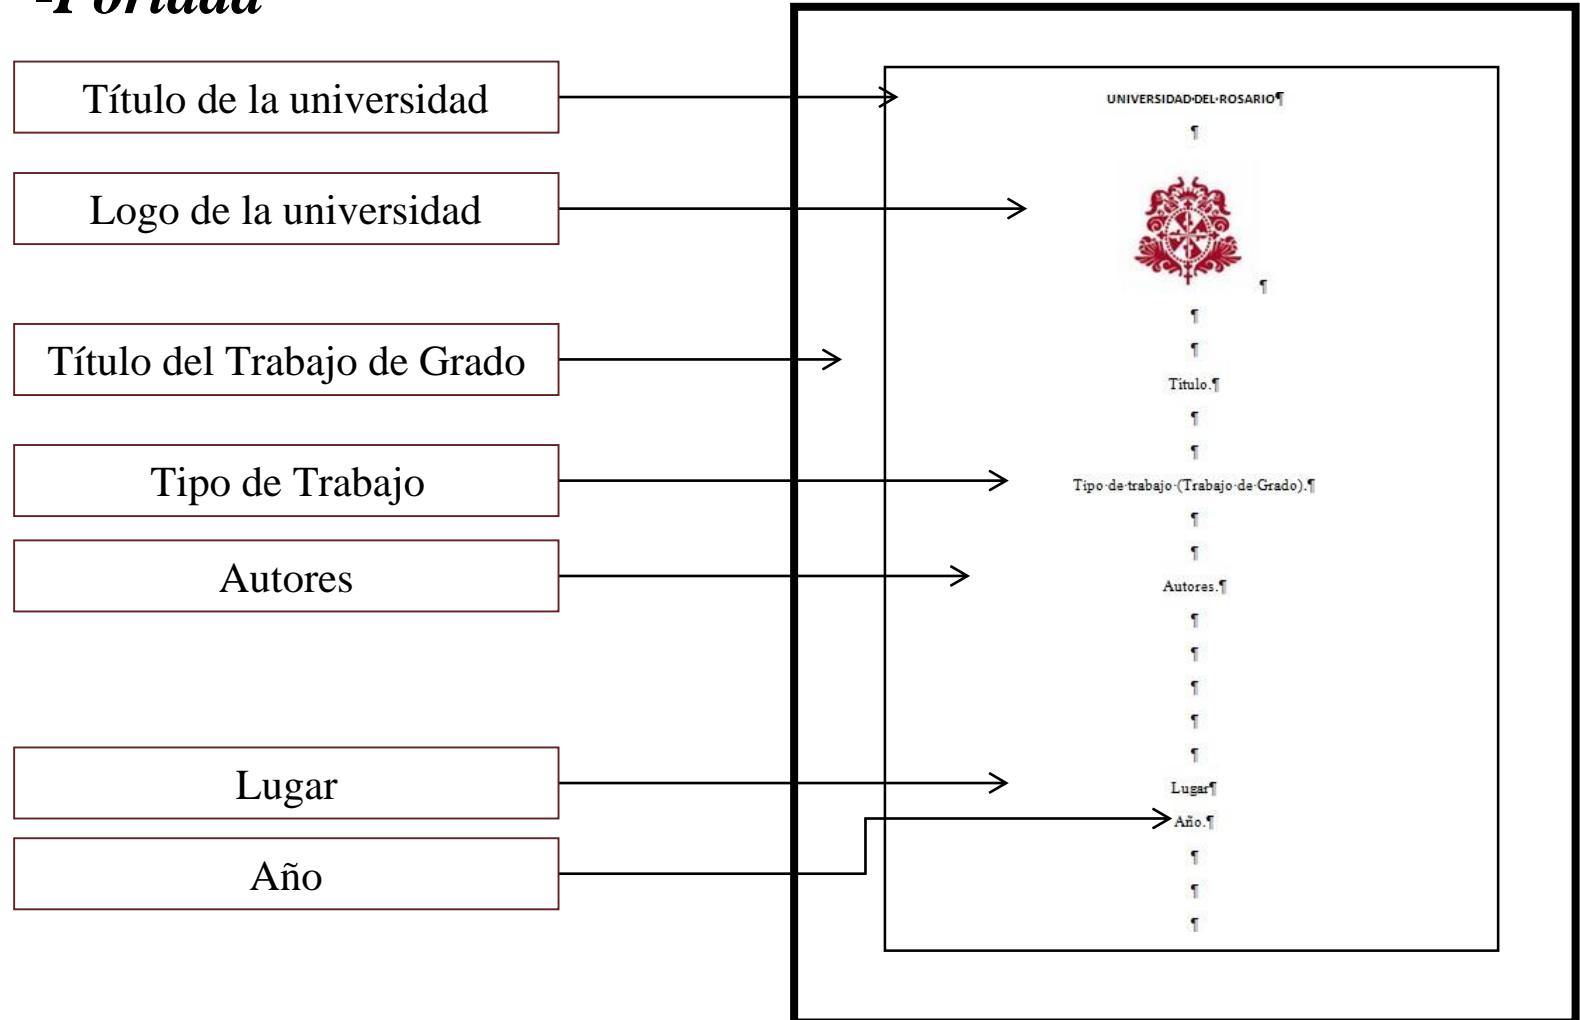 -Portada
Título de la universidad
Logo de la universidad
Título del Trabajo de Grado
Tipo de Trabajo
Autores
Lugar
Año
UNIVERSIDAD·DEL·ROSARIO¶
¶
¶
¶
¶
Título.¶
¶
¶
Tipo·de·trabajo·(Trabajo·de·Grado).¶
¶
¶
Autores.¶
¶
¶
¶
¶
¶
Lugar¶
Año.¶
¶
¶
¶